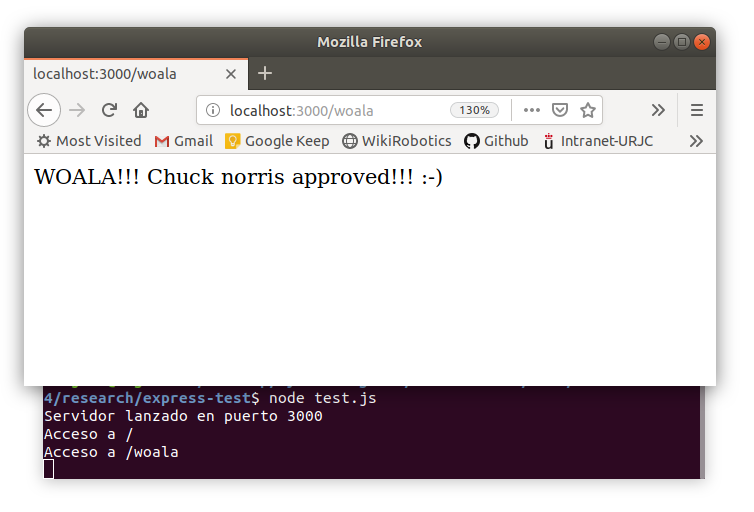 Mozilla Firefox
localhost:3000/woala
localhost:3000/woala 130%
Most Visited Gmail Google Keep WikiRobotics Github Intranet-URJC
WOALA!!! Chuck norris approved!!! :-)
4/research/express-test$ node test.js
Servidor lanzado en puerto 3000
Acceso a /
Acceso a /woala